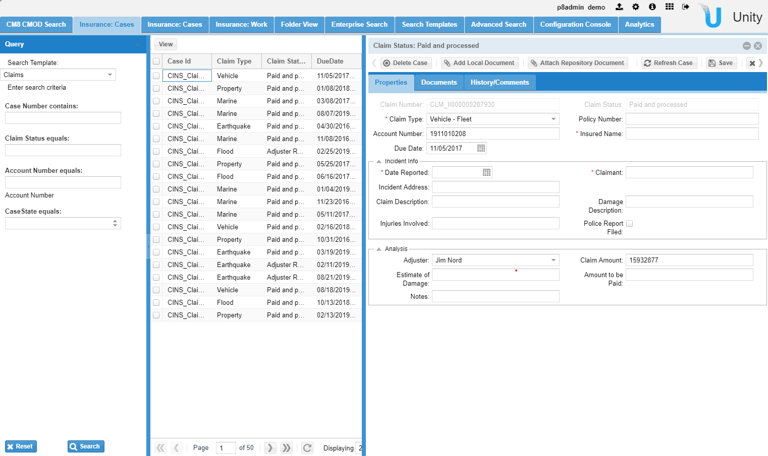 p8admin demo
Unity
CM8 CMOD Search Insurance: Cases Insurance: Cases Insurance: Work Folder View Enterprise Search Search Templates Advanced Search Configuration Console Analytics
Query
Search Template:
Claims
Enter search criteria
Case Number contains:
Claim Status equals:
Account Number equals:
Account Number
CaseState equals:
Reset Search
View
Case Id Claim Type Claim Stat... DueDate
CINS_Clai... Vehicle Paid and p... 11/05/2017...
CINS_Clai... Property Paid and p... 01/08/2018...
CINS_Clai... Marine Paid and p... 03/08/2017...
CINS_Clai... Marine Paid and p... 08/07/2019...
CINS_Clai... Earthquake Paid and p... 04/30/2016...
CINS_Clai... Marine Paid and p... 11/08/2016...
CINS_Clai... Flood Adjuster R... 02/25/2019...
CINS_Clai... Property Paid and p... 05/25/2017...
CINS_Clai... Flood Paid and p... 06/16/2017...
CINS_Clai... Marine Paid and p... 01/04/2019...
CINS_Clai... Marine Paid and p... 11/23/2016...
CINS_Clai... Marine Paid and p... 05/11/2017...
CINS_Clai... Vehicle Paid and p... 02/16/2018...
CINS_Clai... Property Paid and p... 10/31/2016...
CINS_Clai... Earthquake Paid and p... 03/19/2019...
CINS_Clai... Earthquake Adjuster R... 02/11/2019...
CINS_Clai... Earthquake Adjuster R... 08/21/2019...
CINS_Clai... Vehicle Paid and p... 08/18/2019...
CINS_Clai... Flood Paid and p... 10/13/2018...
CINS_Clai... Property Paid and p... 02/13/2019...
Page 1 of 50 Displaying 2
Claim Status: Paid and processed
Delete Case Add Local Document Attach Repository Document Refresh Case Save
Properties Documents History/Comments
Claim Number: Claim Status: Paid and processed
* Claim Type: Vehicle - Fleet Policy Number:
Account Number: 1911010208 * Insured Name:
Due Date: 11/05/2017
Incident Info
* Date Reported: * Claimant:
Incident Address:
Claim Description: Damage Description:
Injuries Involved: Police Report Filed:
Analysis
Adjuster: Jim Nord Claim Amount: 15932877
Estimate of Damage: Amount to be Paid:
Notes: